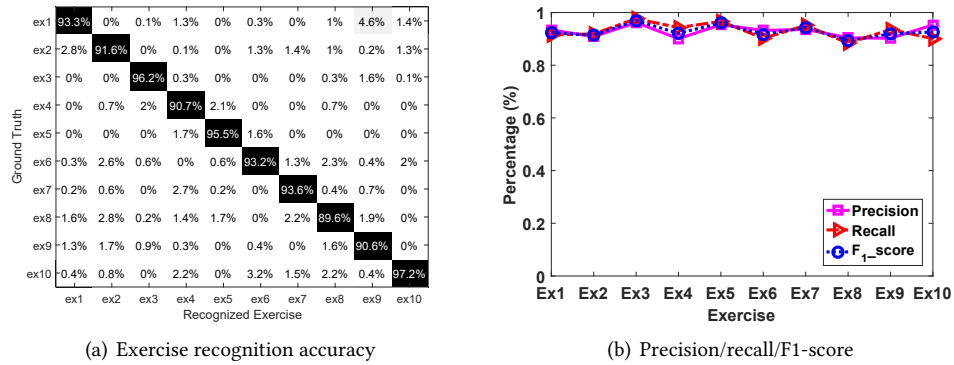 Ground Truth
ex1 93.3% 0% 0.1% 1.3% 0% 0.3% 0% 1% 4.6% 1.4%
ex2 2.8% 91.6% 0% 0.1% 0% 1.3% 1.4% 1% 0.2% 1.3%
ex3 0% 0% 96.2% 0.3% 0% 0% 0% 0.3% 1.6% 0.1%
ex4 0% 0.7% 2% 90.7% 2.1% 0% 0% 0.7% 0% 0%
ex5 0% 0% 0% 1.7% 95.5% 1.6% 0% 0% 0% 0%
ex6 0.3% 2.6% 0.6% 0% 0.6% 93.2% 1.3% 2.3% 0.4% 2%
ex7 0.2% 0.6% 0% 2.7% 0.2% 0% 93.6% 0.4% 0.7% 0%
ex8 1.6% 2.8% 0.2% 1.4% 1.7% 0% 2.2% 89.6% 1.9% 0%
ex9 1.3% 1.7% 0.9% 0.3% 0% 0.4% 0% 1.6% 90.6% 0%
ex10 0.4% 0.8% 0% 2.2% 0% 3.2% 1.5% 2.2% 0.4% 97.2%
ex1 ex2 ex3 ex4 ex5 ex6 ex7 ex8 ex9 ex10
Recognized Exercise
(a) Exercise recognition accuracy
Percentage (%)
1
0.8
0.6
0.4
0.2
0
Precision
Recall
F1_score
Ex1 Ex2 Ex3 Ex4 Ex5 Ex6 Ex7 Ex8 Ex9 Ex10
Exercise
(b) Precision/recall/F1-score